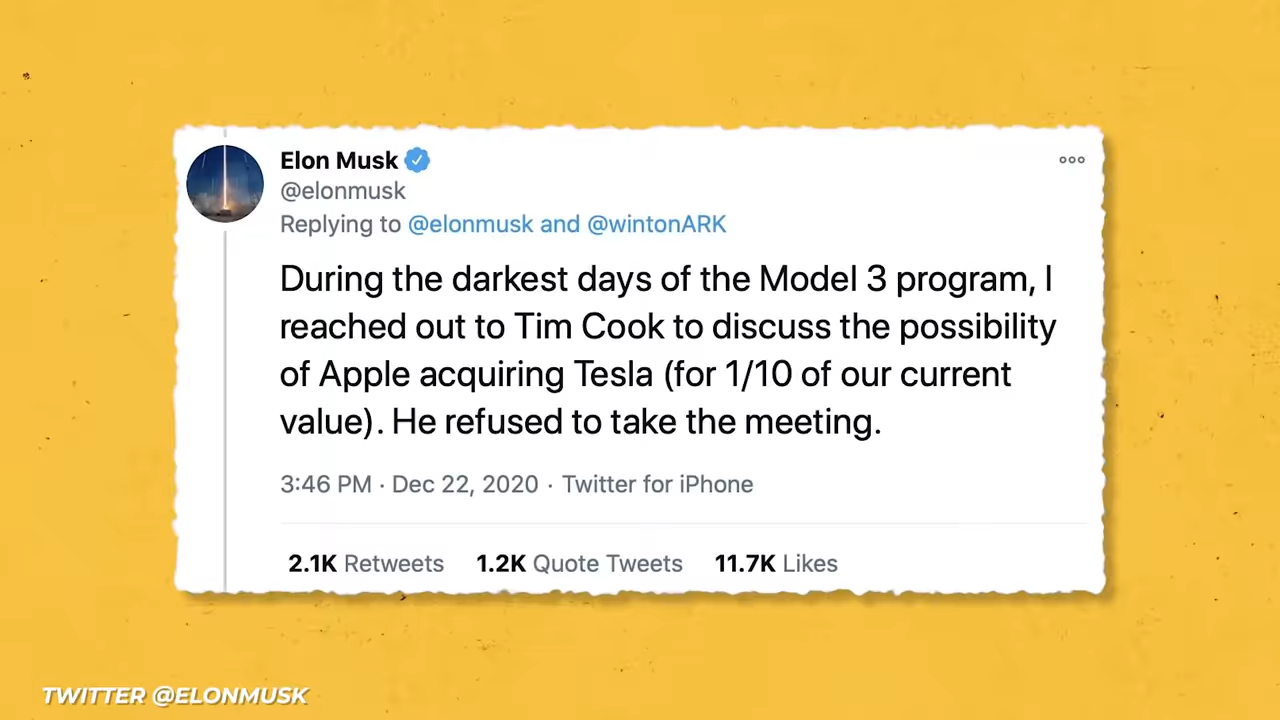 Elon Musk
@elonmusk
Replying to @elonmusk and @wintonARK
During the darkest days of the Model 3 program, I
reached out to Tim Cook to discuss the possibility
of Apple acquiring Tesla (for 1/10 of our current
value). He refused to take the meeting.
3:46 PM · Dec 22, 2020 · Twitter for iPhone
2.1K Retweets 1.2K Quote Tweets 11.7K Likes
TWITTER @ELONMUSK